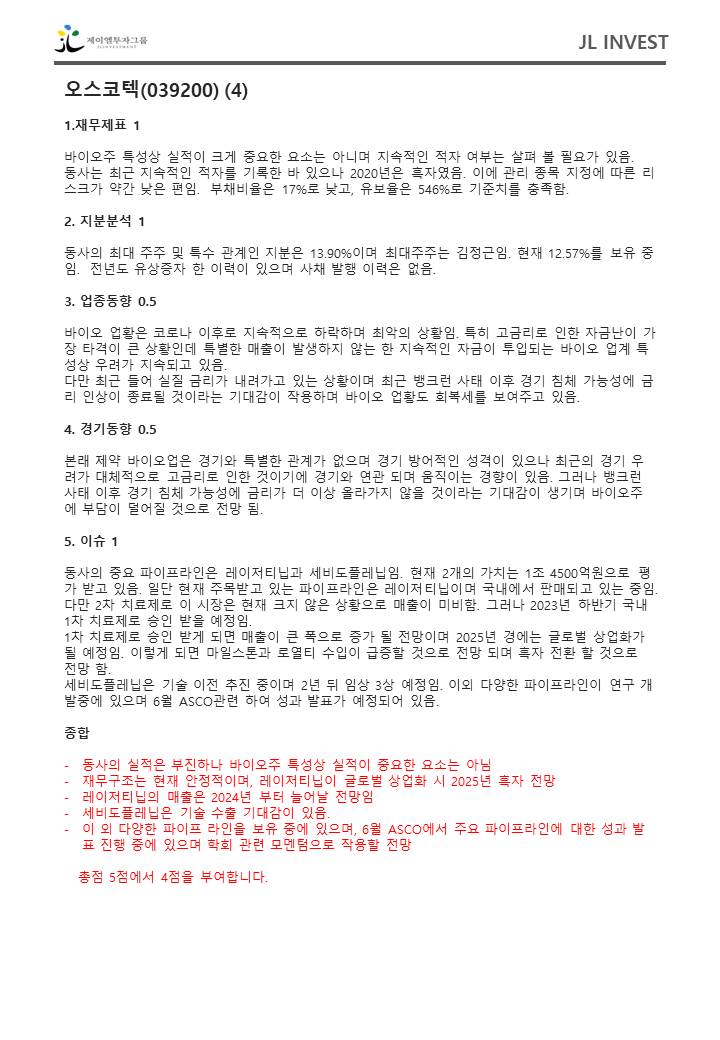 제이엘투자그룹
JLINVESTMENT
JL INVEST
오스코텍(039200) (4)
1.재무제표 1
바이오주 특성상 실적이 크게 중요한 요소는 아니며 지속적인 적자 여부는 살펴 볼 필요가 있음.
동사는 최근 지속적인 적자를 기록한 바 있으나 2020년은 흑자였음. 이에 관리 종목 지정에 따른 리
스크가 약간 낮은 편임. 부채비율은 17%로 낮고, 유보율은 546%로 기준치를 충족함.
2. 지분분석 1
동사의 최대 주주 및 특수 관계인 지분은 13.90%이며 최대주주는 김정근임. 현재 12.57%를 보유 중
임. 전년도 유상증자 한 이력이 있으며 사채 발행 이력은 없음.
3. 업종동향 0.5
바이오 업황은 코로나 이후로 지속적으로 하락하며 최악의 상황임. 특히 고금리로 인한 자금난이 가
장 타격이 큰 상황인데 특별한 매출이 발생하지 않는 한 지속적인 자금이 투입되는 바이오 업계 특
성상 우려가 지속되고 있음.
다만 최근 들어 실질 금리가 내려가고 있는 상황이며 최근 뱅크런 사태 이후 경기 침체 가능성에 금
리 인상이 종료될 것이라는 기대감이 작용하며 바이오 업황도 회복세를 보여주고 있음.
4. 경기동향 0.5
본래 제약 바이오업은 경기와 특별한 관계가 없으며 경기 방어적인 성격이 있으나 최근의 경기 우
려가 대체적으로 고금리로 인한 것이기에 경기와 연관 되며 움직이는 경향이 있음. 그러나 뱅크런
사태 이후 경기 침체 가능성에 금리가 더 이상 올라가지 않을 것이라는 기대감이 생기며 바이오주
에 부담이 덜어질 것으로 전망 됨.
5. 이슈 1
동사의 중요 파이프라인은 레이저티닙과 세비도플레닙임. 현재 2개의 가치는 1조 4500억원으로 평
가 받고 있음. 일단 현재 주목받고 있는 파이프라인은 레이저티닙이며 국내에서 판매되고 있는 중임.
다만 2차 치료제로 이 시장은 현재 크지 않은 상황으로 매출이 미비함. 그러나 2023년 하반기 국내
1차 치료제로 승인 받을 예정임.
1차 치료제로 승인 받게 되면 매출이 큰 폭으로 증가 될 전망이며 2025년 경에는 글로벌 상업화가
될 예정임. 이렇게 되면 마일스톤과 로열티 수입이 급증할 것으로 전망 되며 흑자 전환 할 것으로
전망 함.
세비도플레닙은 기술 이전 추진 중이며 2년 뒤 임상 3상 예정임. 이외 다양한 파이프라인이 연구 개
발중에 있으며 6월 ASCO관련 하여 성과 발표가 예정되어 있음.
종합
- 동사의 실적은 부진하나 바이오주 특성상 실적이 중요한 요소는 아님
- 재무구조는 현재 안정적이며, 레이저티닙이 글로벌 상업화 시 2025년 흑자 전망
- 레이저티닙의 매출은 2024년 부터 늘어날 전망임
- 세비도플레닙은 기술 수출 기대감이 있음.
- 이 외 다양한 파이프 라인을 보유 중에 있으며, 6월 ASCO에서 주요 파이프라인에 대한 성과 발
표 진행 중에 있으며 학회 관련 모멘텀으로 작용할 전망
총점 5점에서 4점을 부여합니다.